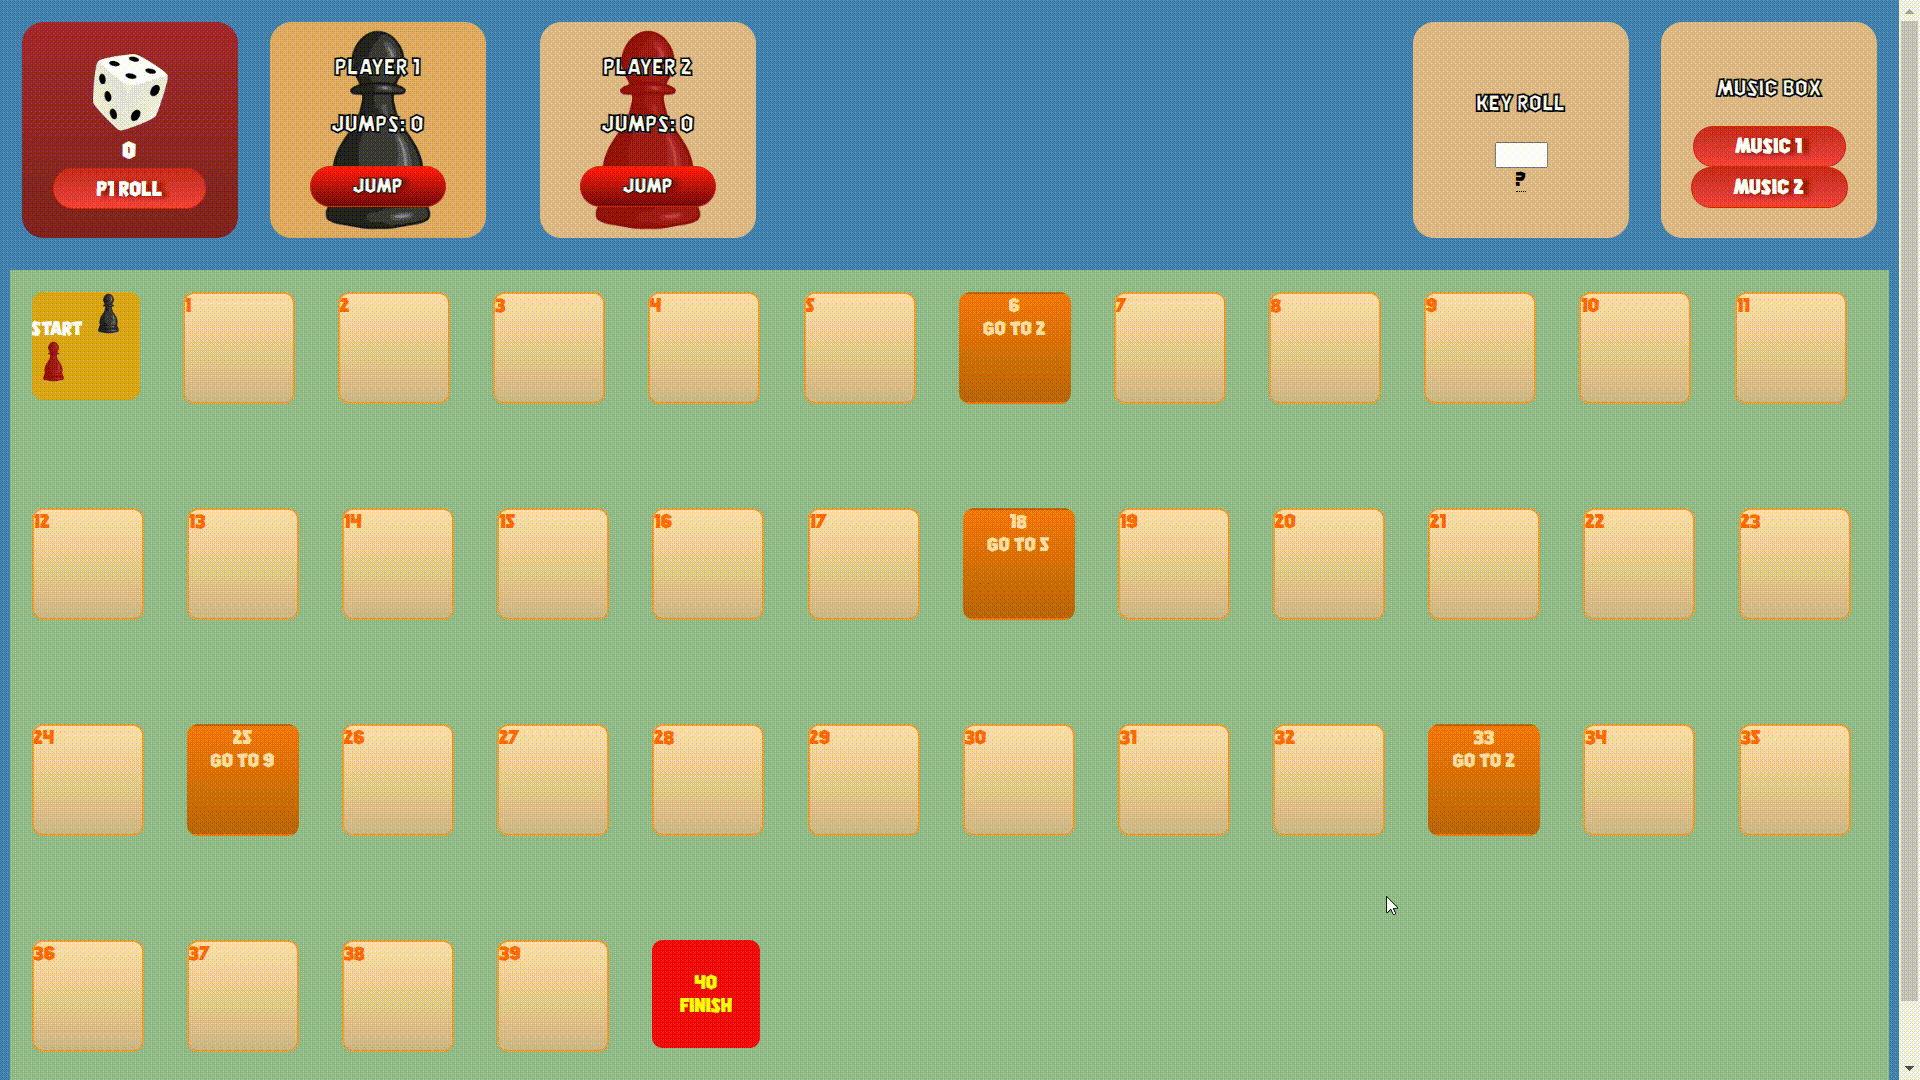 0
P1 ROLL
PLAYER 1
JUMPS: 0
JUMP
PLAYER 2
JUMPS: 0
JUMP
KEY ROLL
?
MUSIC BOX
MUSIC 1
MUSIC 2
START
1
2
3
4
5
6
GO TO 2
7
8
9
10
11
12
13
14
15
16
17
18
GO TO 5
19
20
21
22
23
24
25
GO TO 9
26
27
28
29
30
31
32
33
GO TO 2
34
35
36
37
38
39
40
FINISH